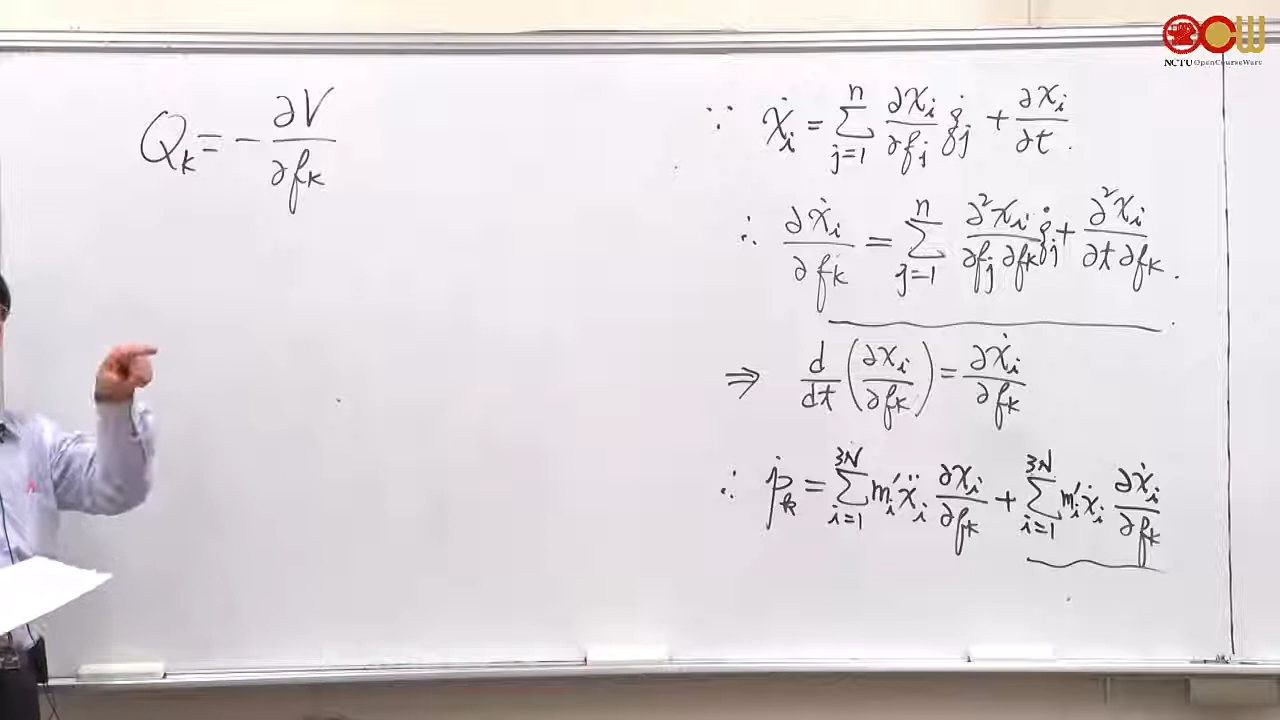 Q_k = - ∂V/∂q_k
∵ ẋ_i = Σ_{j=1}^{n} ∂x_i/∂q_j q̇_j + ∂x_i/∂t .
∴ ∂ẋ_i/∂q_k = Σ_{j=1}^{n} ∂²x_i/∂q_j∂q_k q̇_j + ∂²x_i/∂t∂q_k .
⇒ d/dt (∂x_i/∂q_k) = ∂ẋ_i/∂q_k
∴ ṗ_k = Σ_{i=1}^{3N} m_i' ẍ_i ∂x_i/∂q_k + Σ_{i=1}^{3N} m_i' ẋ_i ∂ẋ_i/∂q_k
OCW
NCTU OpenCourseWare